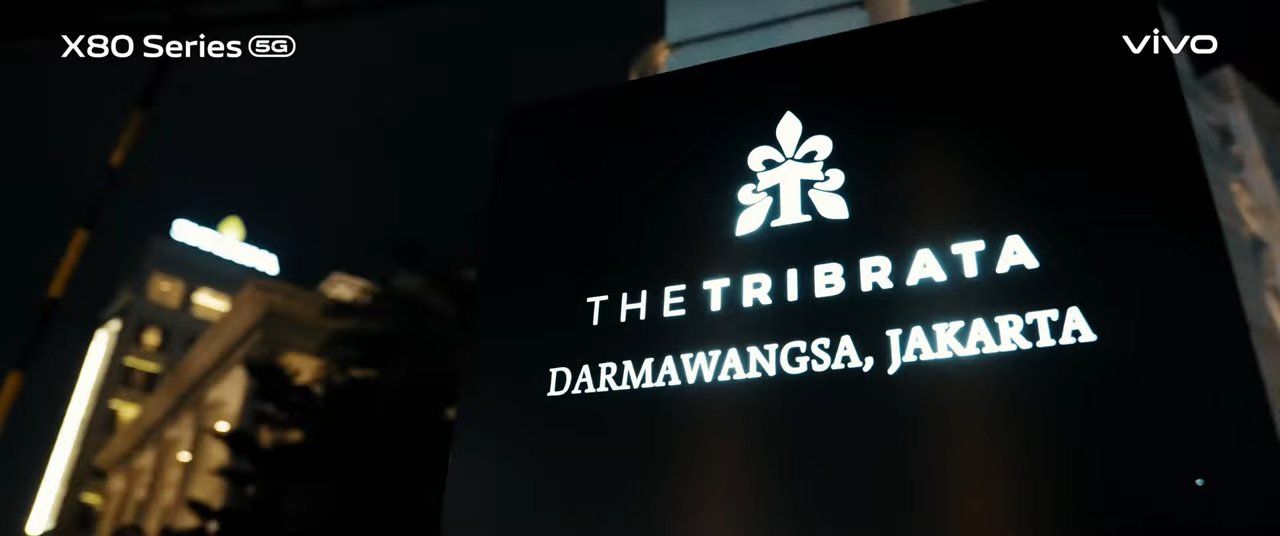 X80 Series 5G
vivo
T
THE TRIBRATA
DARMAWANGSA, JAKARTA